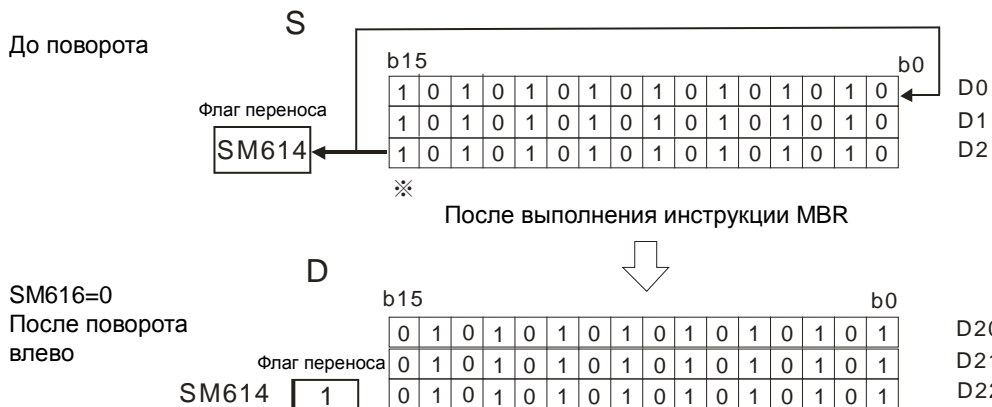 S
До поворота
b15 b0
1 0 1 0 1 0 1 0 1 0 1 0 1 0 1 0 D0
Флаг переноса
1 0 1 0 1 0 1 0 1 0 1 0 1 0 1 0 D1
SM614 1 0 1 0 1 0 1 0 1 0 1 0 1 0 1 0 D2
※
После выполнения инструкции MBR
D
SM616=0
b15 b0
После поворота
влево
0 1 0 1 0 1 0 1 0 1 0 1 0 1 0 1 D20
Флаг переноса 0 1 0 1 0 1 0 1 0 1 0 1 0 1 0 1 D21
SM614 1 0 1 0 1 0 1 0 1 0 1 0 1 0 1 0 1 D22